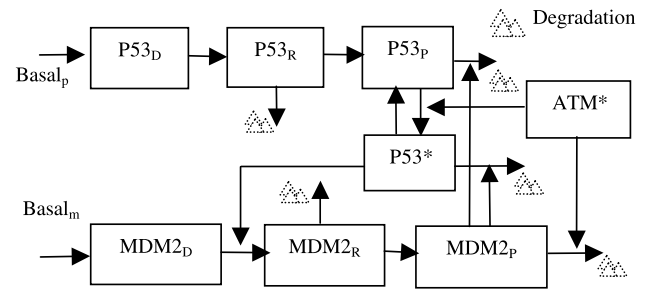 Degradation
P53D
P53R
P53P
Basalp
ATM*
P53*
Basalm
MDM2D
MDM2R
MDM2P